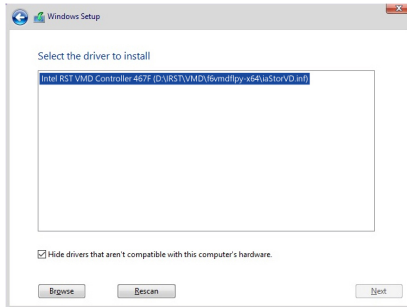 Windows Setup
Select the driver to install
Intel RST VMD Controller 467F (D:\IRST\VMD\f6vmdflpy-x64\iaStorVD.inf)
Hide drivers that aren't compatible with this computer's hardware.
Browse
Rescan
Next